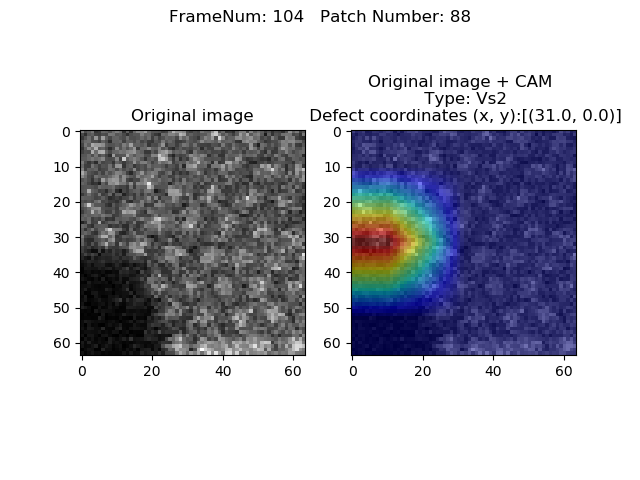 FrameNum: 104   Patch Number: 88
Original image
0
10
20
30
40
50
60
0 20 40 60
Original image + CAM
Type: Vs2
Defect coordinates (x, y):[(31.0, 0.0)]
0
10
20
30
40
50
60
0 20 40 60